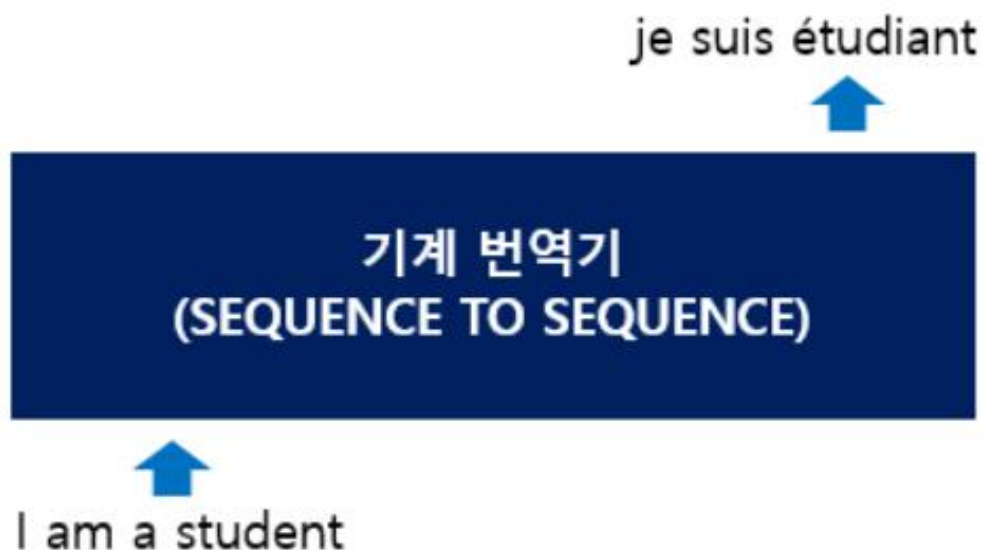 je suis étudiant
기계 번역기
(SEQUENCE TO SEQUENCE)
I am a student